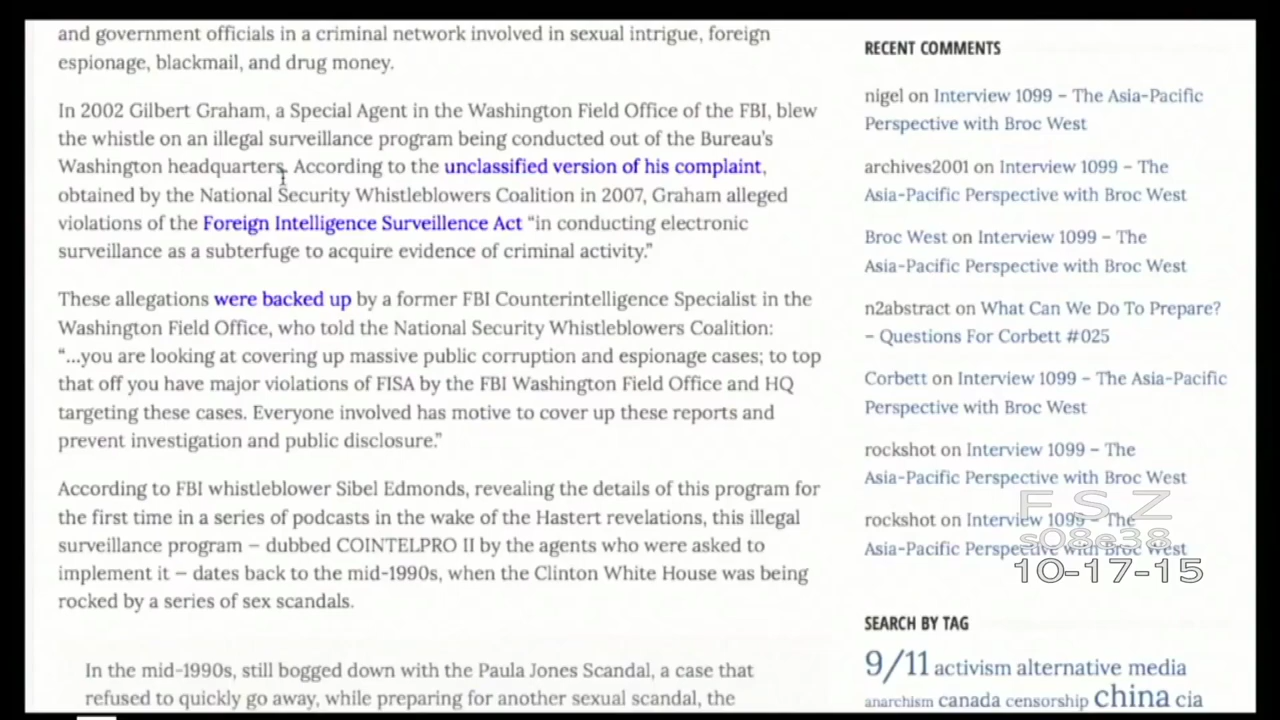 and government officials in a criminal network involved in sexual intrigue, foreign
espionage, blackmail, and drug money.
In 2002 Gilbert Graham, a Special Agent in the Washington Field Office of the FBI, blew
the whistle on an illegal surveillance program being conducted out of the Bureau's
Washington headquarters. According to the unclassified version of his complaint,
obtained by the National Security Whistleblowers Coalition in 2007, Graham alleged
violations of the Foreign Intelligence Surveillence Act “in conducting electronic
surveillance as a subterfuge to acquire evidence of criminal activity.”
These allegations were backed up by a former FBI Counterintelligence Specialist in the
Washington Field Office, who told the National Security Whistleblowers Coalition:
“…you are looking at covering up massive public corruption and espionage cases; to top
that off you have major violations of FISA by the FBI Washington Field Office and HQ
targeting these cases. Everyone involved has motive to cover up these reports and
prevent investigation and public disclosure.”
According to FBI whistleblower Sibel Edmonds, revealing the details of this program for
the first time in a series of podcasts in the wake of the Hastert revelations, this illegal
surveillance program – dubbed COINTELPRO II by the agents who were asked to
implement it – dates back to the mid-1990s, when the Clinton White House was being
rocked by a series of sex scandals.
In the mid-1990s, still bogged down with the Paula Jones Scandal, a case that
refused to quickly go away, while preparing for another sexual scandal, the
RECENT COMMENTS
nigel on Interview 1099 – The Asia-Pacific
Perspective with Broc West
archives2001 on Interview 1099 – The
Asia-Pacific Perspective with Broc West
Broc West on Interview 1099 – The
Asia-Pacific Perspective with Broc West
n2abstract on What Can We Do To Prepare?
– Questions For Corbett #025
Corbett on Interview 1099 – The Asia-Pacific
Perspective with Broc West
rockshot on Interview 1099 – The
Asia-Pacific Perspective with Broc West
rockshot on Interview 1099 – The
Asia-Pacific Perspective with Broc West
FSZ
s08e38
10-17-15
SEARCH BY TAG
9/11 activism alternative media
anarchism canada censorship china cia